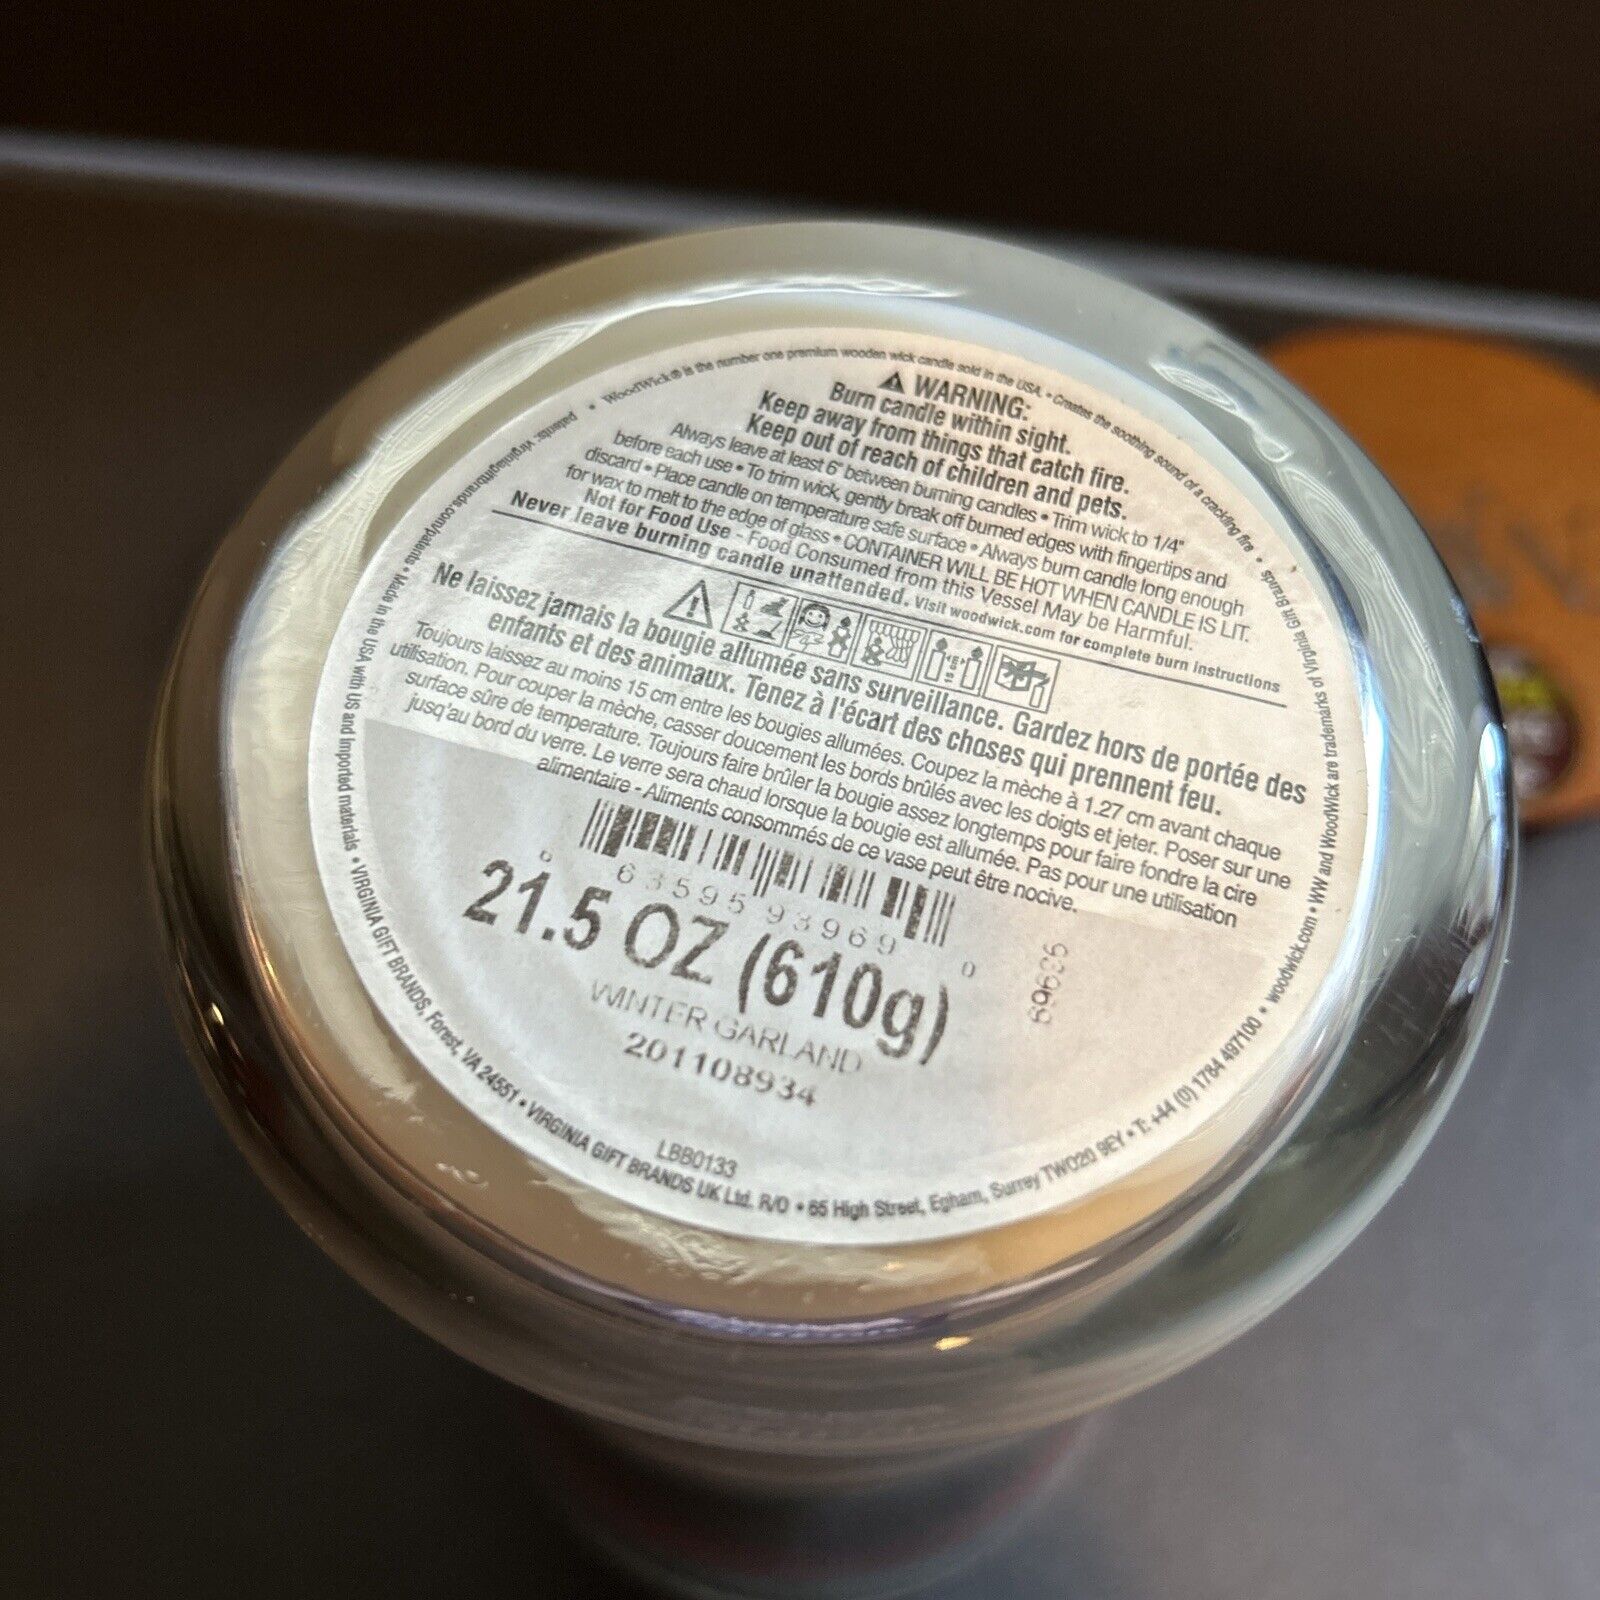 patents: virginiagiftbrands.com/patents • WoodWick® is the number one premium wooden wick candle sold in the USA. • Creates the soothing sound of a crackling fire •
WARNING:
Burn candle within sight.
Keep away from things that catch fire.
Keep out of reach of children and pets.
Always leave at least 6" between burning candles • Trim wick to 1/4"
before each use • To trim wick, gently break off burned edges with fingertips and
discard • Place candle on temperature safe surface • Always burn candle long enough
for wax to melt to the edge of glass • CONTAINER WILL BE HOT WHEN CANDLE IS LIT.
Not for Food Use - Food Consumed from this Vessel May be Harmful.
Never leave burning candle unattended. Visit woodwick.com for complete burn instructions
Ne laissez jamais la bougie allumée sans surveillance. Gardez hors de portée des
enfants et des animaux. Tenez à l'écart des choses qui prennent feu.
Toujours laissez au moins 15 cm entre les bougies allumées. Coupez la mèche à 1.27 cm avant chaque
utilisation. Pour couper la mèche, casser doucement les bords brûlés avec les doigts et jeter. Poser sur une
surface sûre de temperature. Toujours faire brûler la bougie assez longtemps pour faire fondre la cire
jusqu'au bord du verre. Le verre sera chaud lorsque la bougie est allumée. Pas pour une utilisation
alimentaire - Aliments consommés de ce vase peut être nocive.
0 63595 93969 0
21.5 OZ (610g)
WINTER GARLAND
201108934
69635
LBB0133
• Made in the USA with US and imported materials • VIRGINIA GIFT BRANDS, Forest, VA 24551 • VIRGINIA GIFT BRANDS UK Ltd. R/O • 65 High Street, Egham, Surrey TW020 9EY • T: +44 (0) 1784 497100 • woodwick.com • WW and WoodWick are trademarks of Virginia Gift Brands